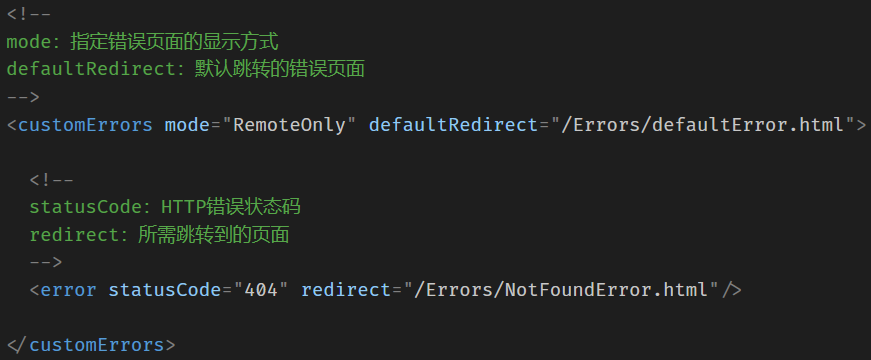 <!--
mode：指定错误页面的显示方式
defaultRedirect：默认跳转的错误页面
-->
<customErrors mode="RemoteOnly" defaultRedirect="/Errors/defaultError.html">
<!--
statusCode：HTTP错误状态码
redirect：所需跳转到的页面
-->
<error statusCode="404" redirect="/Errors/NotFoundError.html"/>
</customErrors>